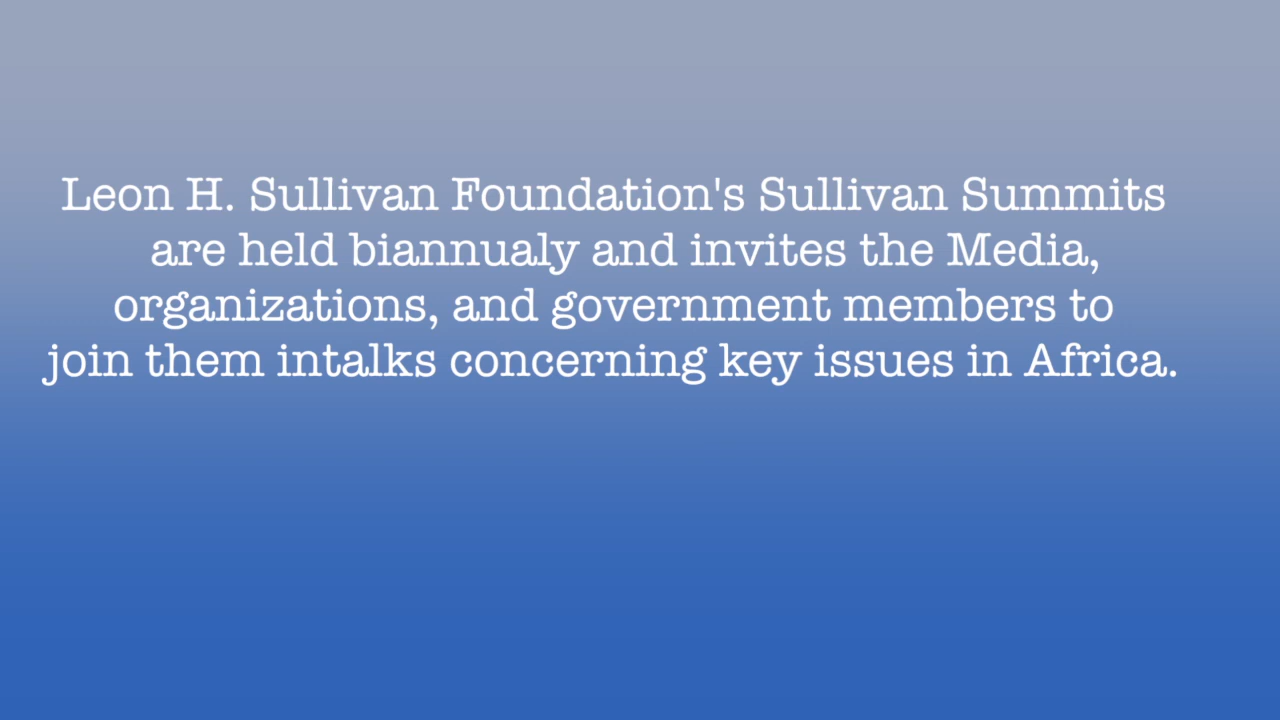 Leon H. Sullivan Foundation's Sullivan Summits
are held biannualy and invites the Media,
organizations, and government members to
join them intalks concerning key issues in Africa.